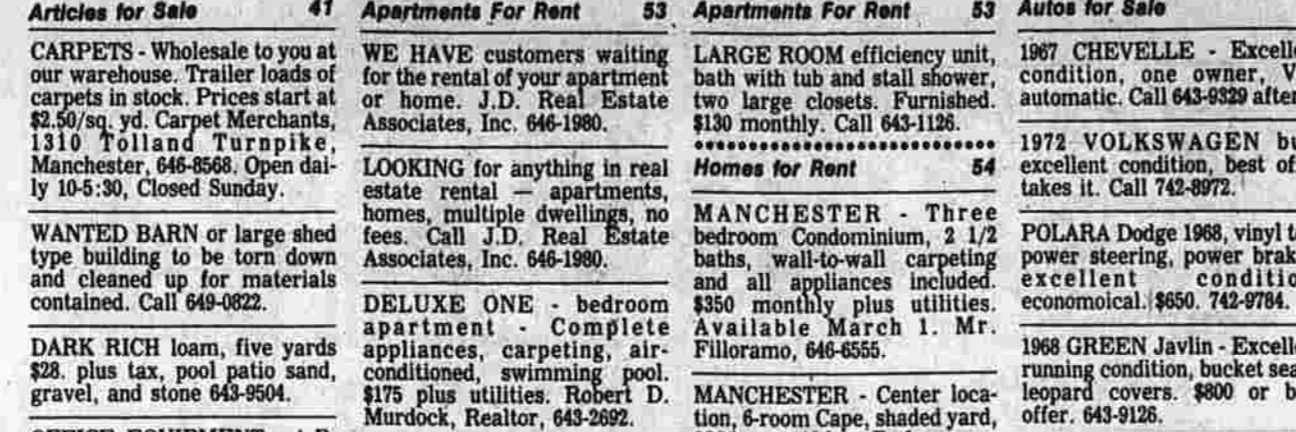 Articles for Sale 41
CARPETS - Wholesale to you at
our warehouse. Trailer loads of
carpets in stock. Prices start at
$2.50/sq. yd. Carpet Merchants,
1310 Tolland Turnpike,
Manchester, 646-8568. Open dai-
ly 10-5:30, Closed Sunday.
WANTED BARN or large shed
type building to be torn down
and cleaned up for materials
contained. Call 649-0822.
DARK RICH loam, five yards
$28. plus tax, pool patio sand,
gravel, and stone 643-9504.
Apartments For Rent 53
WE HAVE customers waiting
for the rental of your apartment
or home. J.D. Real Estate
Associates, Inc. 646-1980.
LOOKING for anything in real
estate rental — apartments,
homes, multiple dwellings, no
fees. Call J.D. Real Estate
Associates, Inc. 646-1980.
DELUXE ONE - bedroom
apartment - Complete
appliances, carpeting, air-
conditioned, swimming pool.
$175 plus utilities. Robert D.
Murdock, Realtor, 643-2692.
Apartments For Rent 53
LARGE ROOM efficiency unit,
bath with tub and stall shower,
two large closets. Furnished.
$130 monthly. Call 643-1126.
Homes for Rent 54
MANCHESTER - Three
bedroom Condominium, 2 1/2
baths, wall-to-wall carpeting
and all appliances included.
$350 monthly plus utilities.
Available March 1. Mr.
Filloramo, 646-6555.
MANCHESTER - Center loca-
tion, 6-room Cape, shaded yard,
Autos for Sale
1967 CHEVELLE - Excelle
condition, one owner, V
automatic. Call 643-9329 after
1972 VOLKSWAGEN bu
excellent condition, best of
takes it. Call 742-8972.
POLARA Dodge 1968, vinyl t
power steering, power brak
excellent conditio
economoical. $650. 742-9784.
1968 GREEN Javlin - Excelle
running condition, bucket sea
leopard covers. $800 or b
offer. 643-9126.